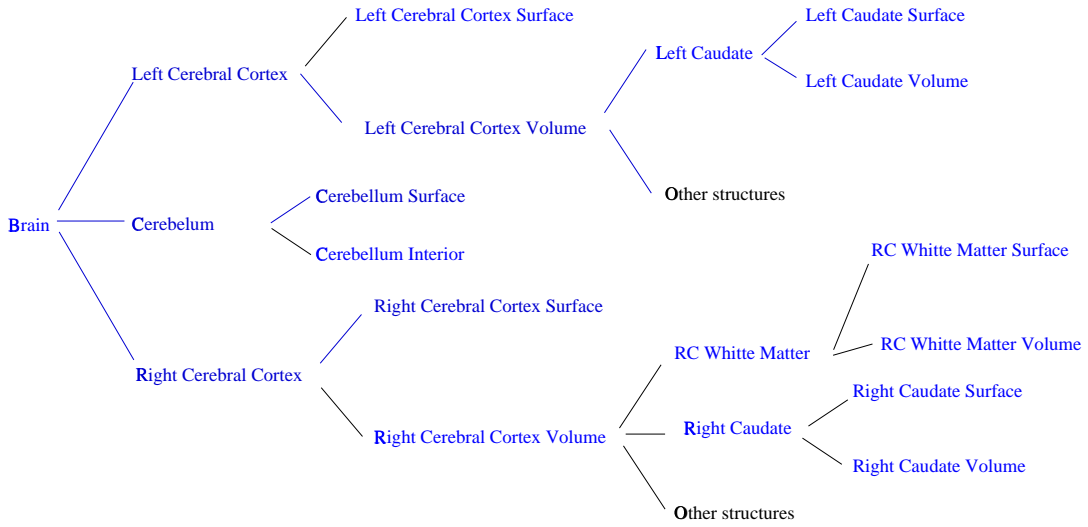 Left Cerebral Cortex Surface
Left Caudate Surface
Left Caudate
Left Cerebral Cortex
Left Caudate Volume
Left Cerebral Cortex Volume
Other structures
Cerebellum Surface
Brain
Cerebelum
Cerebellum Interior
RC Whitte Matter Surface
Right Cerebral Cortex Surface
RC Whitte Matter
RC Whitte Matter Volume
Right Cerebral Cortex
Right Caudate Surface
Right Caudate
Right Cerebral Cortex Volume
Right Caudate Volume
Other structures